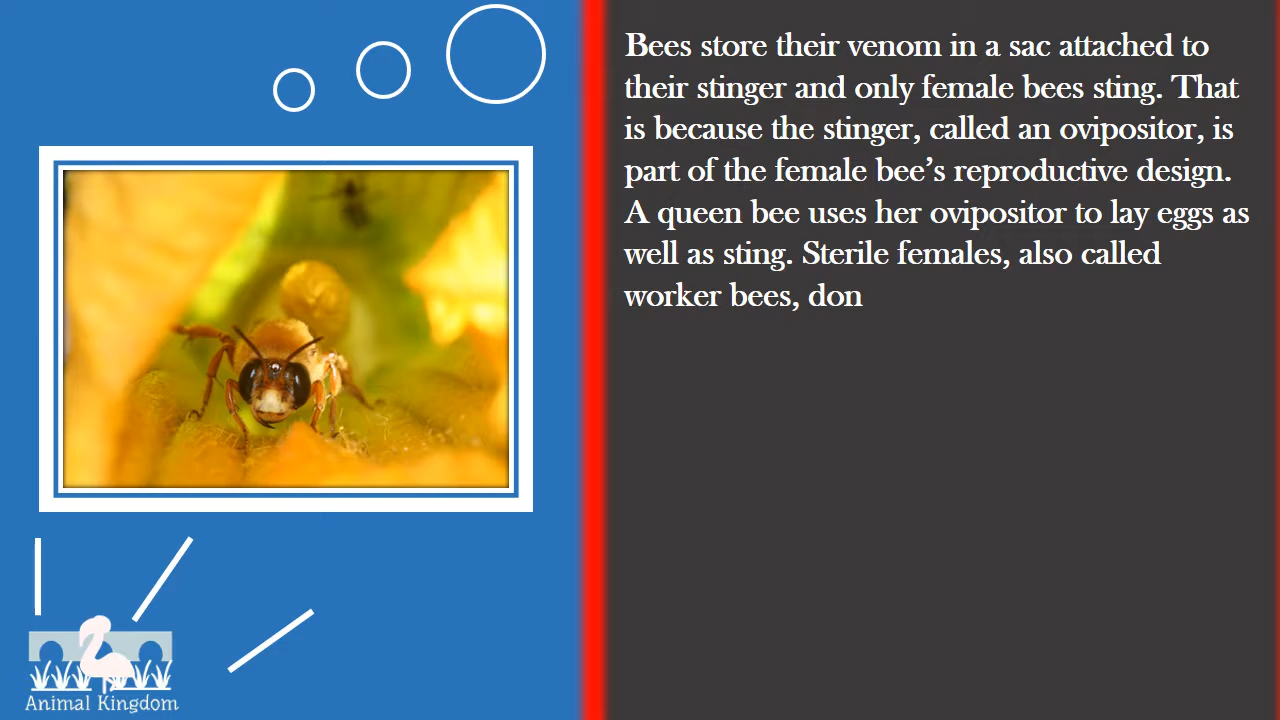 Bees store their venom in a sac attached to
their stinger and only female bees sting. That
is because the stinger, called an ovipositor, is
part of the female bee’s reproductive design.
A queen bee uses her ovipositor to lay eggs as
well as sting. Sterile females, also called
worker bees, don
Animal Kingdom